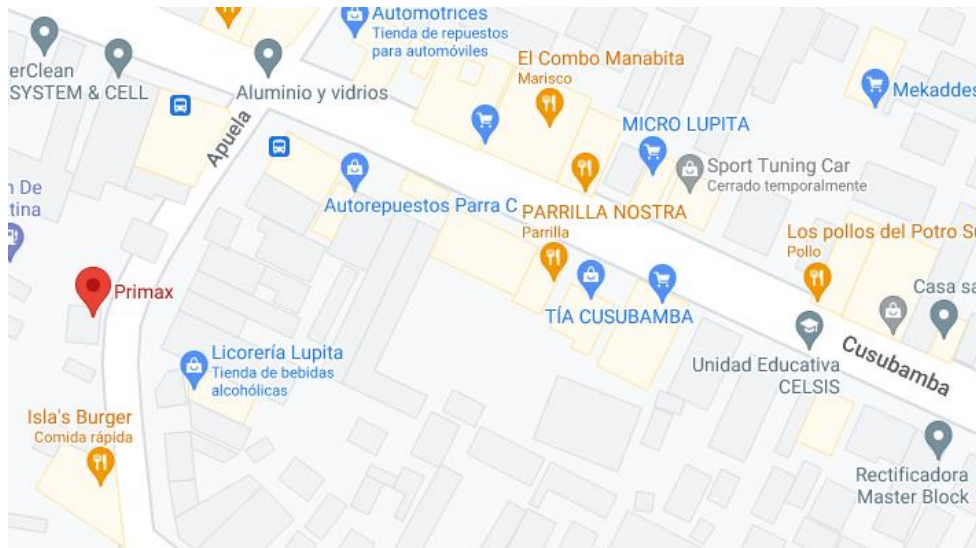 Automotrices
Tienda de repuestos
para automóviles
erClean
SYSTEM & CELL
Aluminio y vidrios
El Combo Manabita
Marisco
Mekaddes
MICRO LUPITA
Apuela
Sport Tuning Car
Cerrado temporalmente
n De
tina
Autorepuestos Parra C
PARRILLA NOSTRA
Parrilla
Los pollos del Potro Su
Pollo
Primax
Casa sa
TÍA CUSUBAMBA
Cusubamba
Licorería Lupita
Tienda de bebidas
alcohólicas
Unidad Educativa
CELSIS
Isla's Burger
Comida rápida
Rectificadora
Master Block